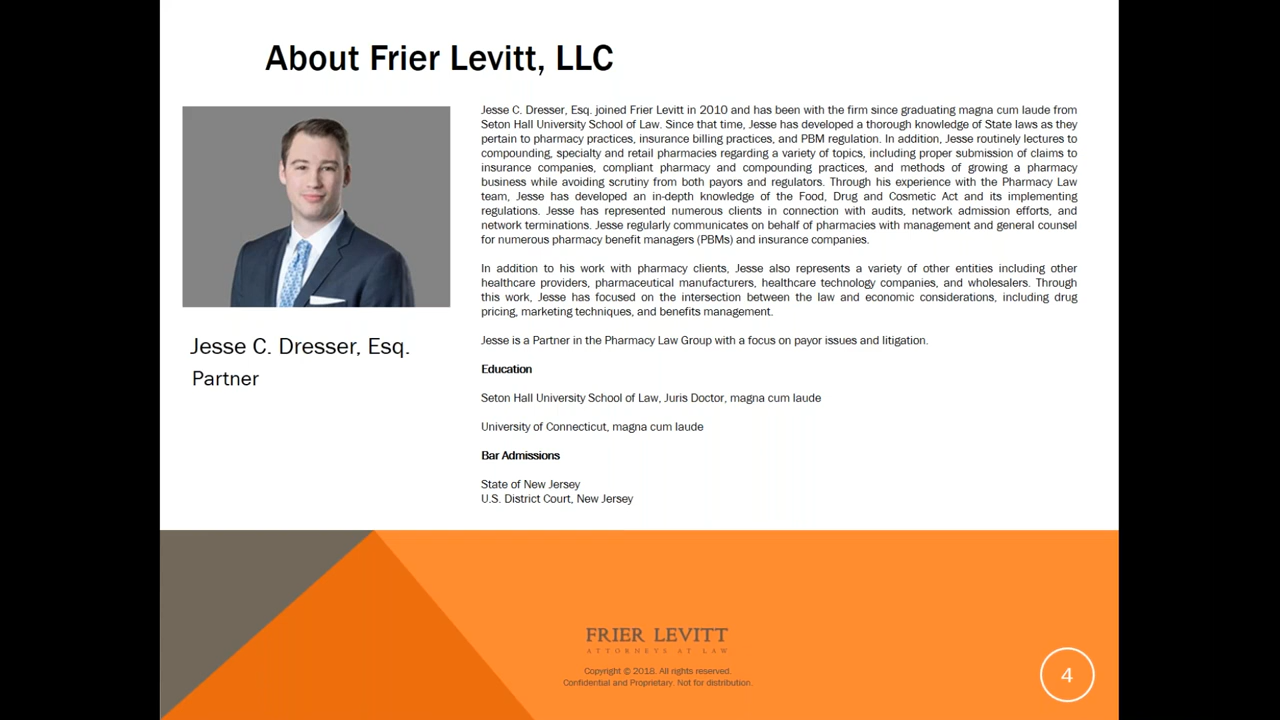 About Frier Levitt, LLC
Jesse C. Dresser, Esq.
Partner
Jesse C. Dresser, Esq. joined Frier Levitt in 2010 and has been with the firm since graduating magna cum laude from
Seton Hall University School of Law. Since that time, Jesse has developed a thorough knowledge of State laws as they
pertain to pharmacy practices, insurance billing practices, and PBM regulation. In addition, Jesse routinely lectures to
compounding, specialty and retail pharmacies regarding a variety of topics, including proper submission of claims to
insurance companies, compliant pharmacy and compounding practices, and methods of growing a pharmacy
business while avoiding scrutiny from both payors and regulators. Through his experience with the Pharmacy Law
team, Jesse has developed an in-depth knowledge of the Food, Drug and Cosmetic Act and its implementing
regulations. Jesse has represented numerous clients in connection with audits, network admission efforts, and
network terminations. Jesse regularly communicates on behalf of pharmacies with management and general counsel
for numerous pharmacy benefit managers (PBMs) and insurance companies.
In addition to his work with pharmacy clients, Jesse also represents a variety of other entities including other
healthcare providers, pharmaceutical manufacturers, healthcare technology companies, and wholesalers. Through
this work, Jesse has focused on the intersection between the law and economic considerations, including drug
pricing, marketing techniques, and benefits management.
Jesse is a Partner in the Pharmacy Law Group with a focus on payor issues and litigation.
Education
Seton Hall University School of Law, Juris Doctor, magna cum laude
University of Connecticut, magna cum laude
Bar Admissions
State of New Jersey
U.S. District Court, New Jersey
FRIER LEVITT
ATTORNEYS AT LAW
Copyright © 2018. All rights reserved.
Confidential and Proprietary. Not for distribution.
4